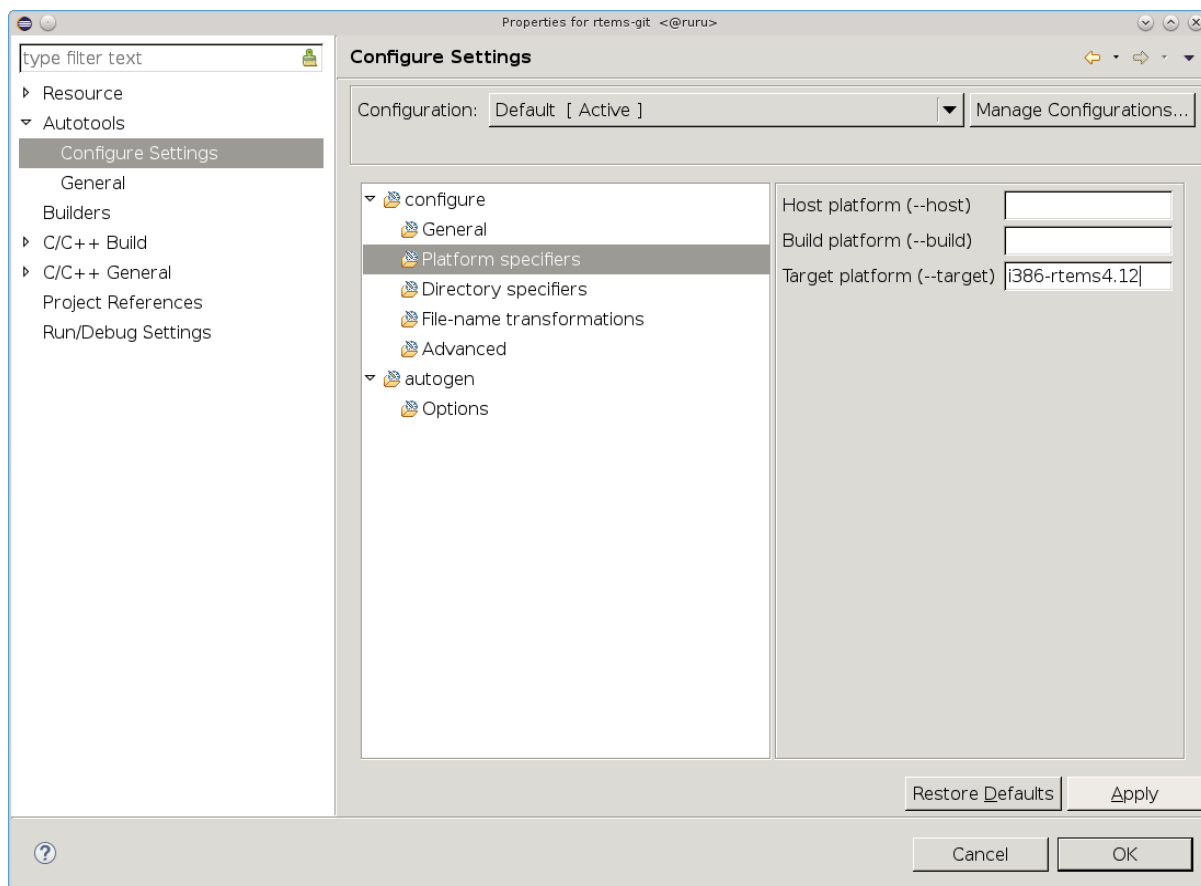 Properties for rtems-git <@ruru>
type filter text
Resource
Autotools
Configure Settings
General
Builders
C/C++ Build
C/C++ General
Project References
Run/Debug Settings
Configure Settings
Configuration: Default [ Active ] Manage Configurations...
configure
General
Platform specifiers
Directory specifiers
File-name transformations
Advanced
autogen
Options
Host platform (--host)
Build platform (--build)
Target platform (--target) i386-rtems4.12
Restore Defaults Apply
? Cancel OK